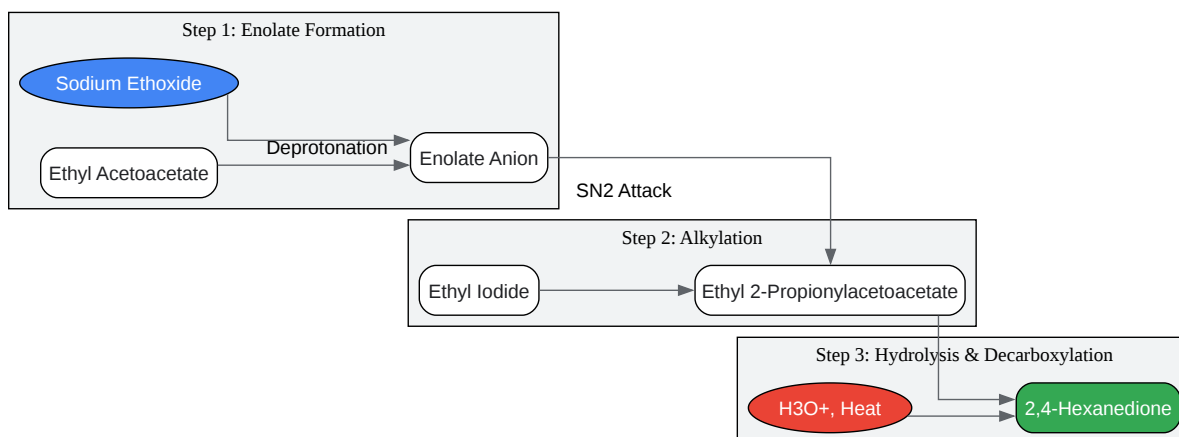 Step 1: Enolate Formation
Sodium Ethoxide
Deprotonation
Ethyl Acetoacetate
Enolate Anion
SN2 Attack
Step 2: Alkylation
Ethyl Iodide
Ethyl 2-Propionylacetoacetate
Step 3: Hydrolysis & Decarboxylation
H3O+, Heat
2,4-Hexanedione